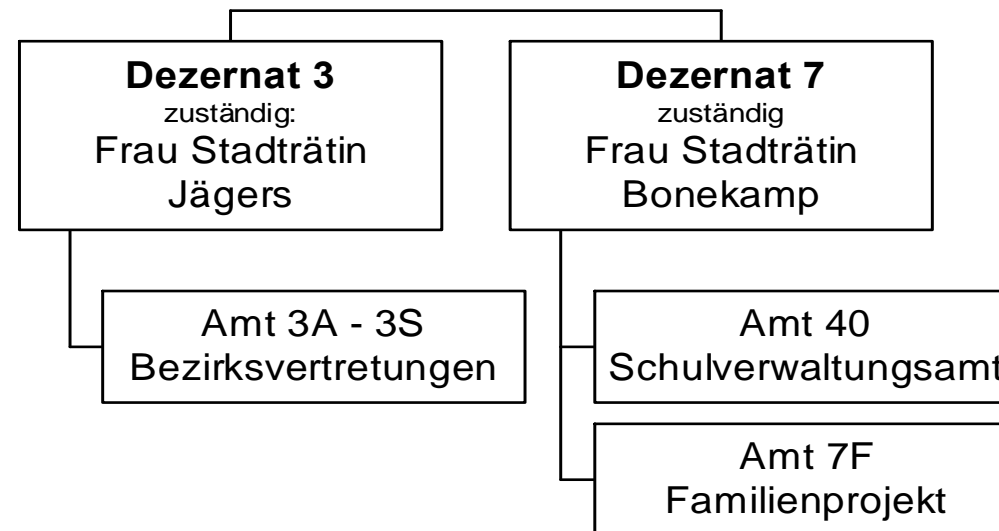 Dezernat 3
zuständig:
Frau Stadträtin
Jägers
Dezernat 7
zuständig
Frau Stadträtin
Bonekamp
Amt 3A - 3S
Bezirksvertretungen
Amt 40
Schulverwaltungsamt
Amt 7F
Familienprojekt